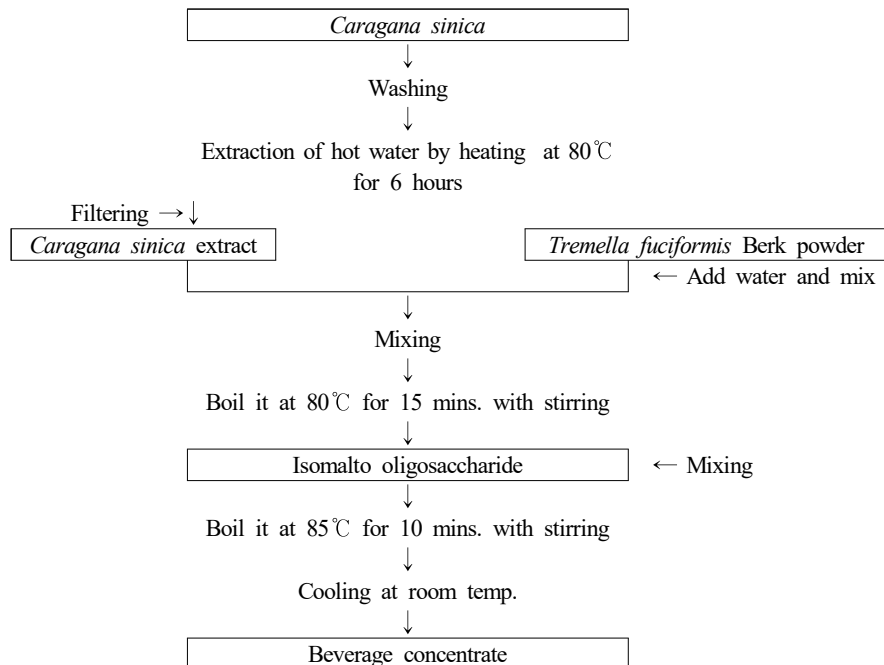 Caragana sinica
↓
Washing
↓
Extraction of hot water by heating at 80℃
for 6 hours
Filtering → ↓
Caragana sinica extract
Tremella fuciformis Berk powder
← Add water and mix
↓
Mixing
↓
Boil it at 80℃ for 15 mins. with stirring
↓
Isomalto oligosaccharide ← Mixing
↓
Boil it at 85℃ for 10 mins. with stirring
↓
Cooling at room temp.
↓
Beverage concentrate